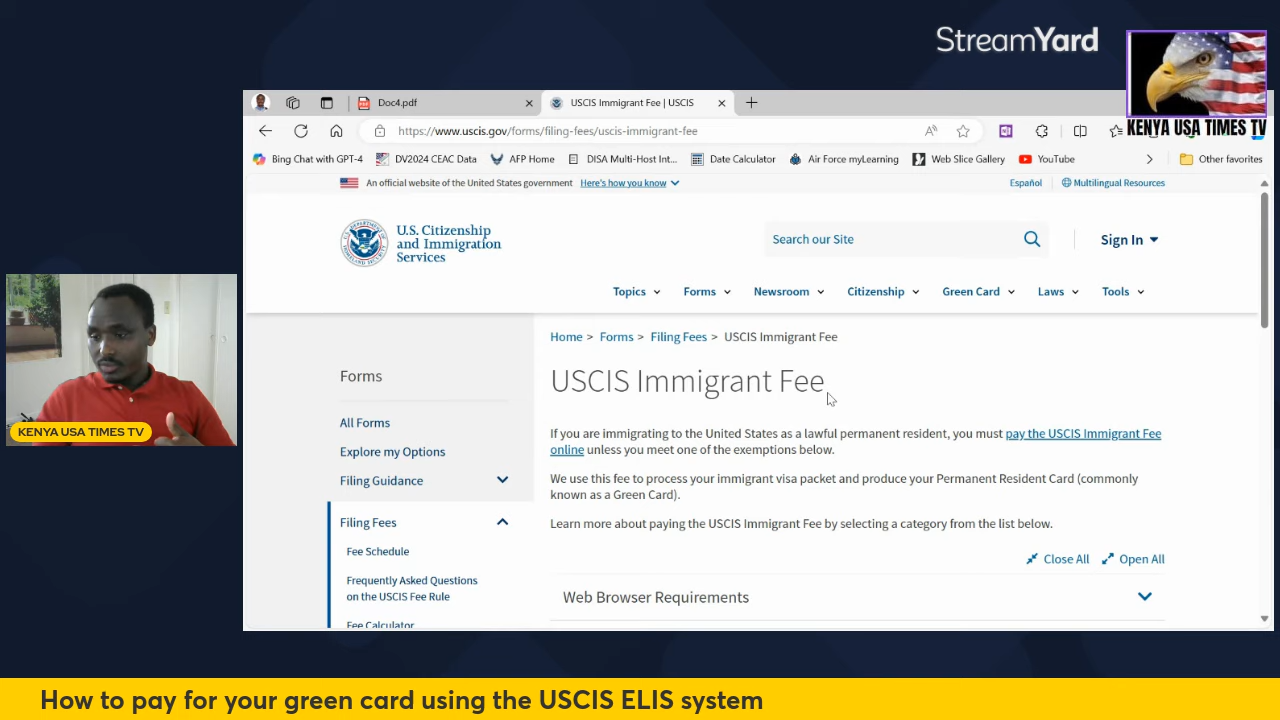 StreamYard
KENYA USA TIMES TV
Doc4.pdf
USCIS Immigrant Fee | USCIS
https://www.uscis.gov/forms/filing-fees/uscis-immigrant-fee
Bing Chat with GPT-4
DV2024 CEAC Data
AFP Home
DISA Multi-Host Int...
Date Calculator
Air Force myLearning
Web Slice Gallery
YouTube
Other favorites
An official website of the United States government Here's how you know
Español
Multilingual Resources
U.S. Citizenship
and Immigration
Services
Search our Site
Sign In
Topics
Forms
Newsroom
Citizenship
Green Card
Laws
Tools
Home > Forms > Filing Fees > USCIS Immigrant Fee
Forms
All Forms
Explore my Options
Filing Guidance
Filing Fees
Fee Schedule
Frequently Asked Questions
on the USCIS Fee Rule
Fee Calculator
USCIS Immigrant Fee
If you are immigrating to the United States as a lawful permanent resident, you must pay the USCIS Immigrant Fee
online unless you meet one of the exemptions below.
We use this fee to process your immigrant visa packet and produce your Permanent Resident Card (commonly
known as a Green Card).
Learn more about paying the USCIS Immigrant Fee by selecting a category from the list below.
Close All
Open All
Web Browser Requirements
KENYA USA TIMES TV
How to pay for your green card using the USCIS ELIS system